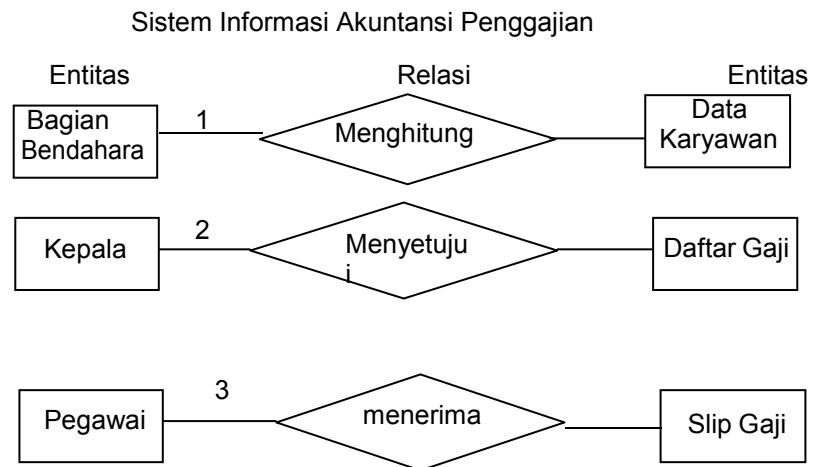 Sistem Informasi Akuntansi Penggajian
Entitas Relasi Entitas
Bagian
Bendahara
1
Menghitung
Data
Karyawan
Kepala
2
Menyetuju
i
Daftar Gaji
Pegawai
3
menerima
Slip Gaji